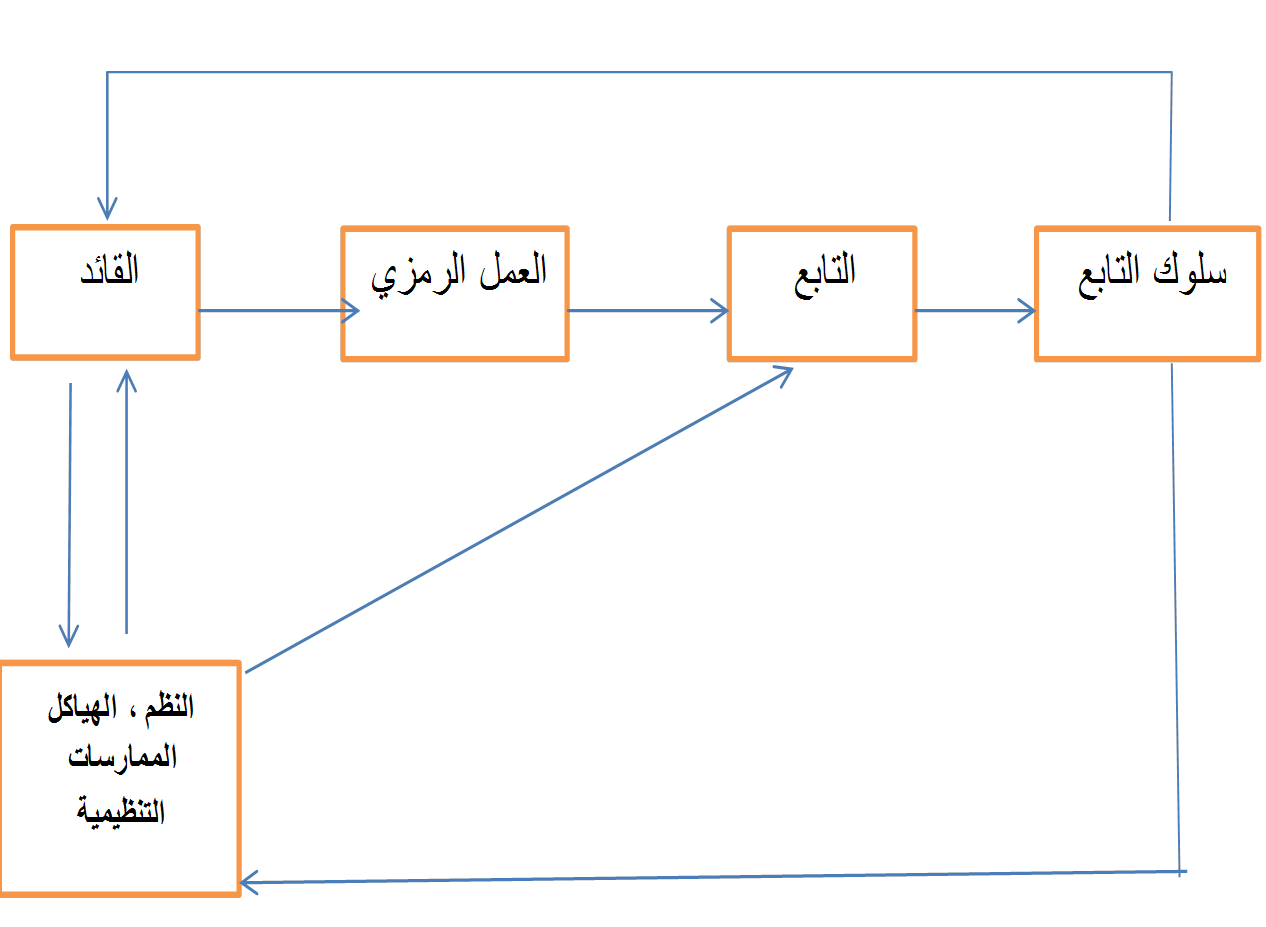 القائد
العمل الرمزي
التابع
سلوك التابع
النظم ، الهياكل
الممارسات
التنظيمية